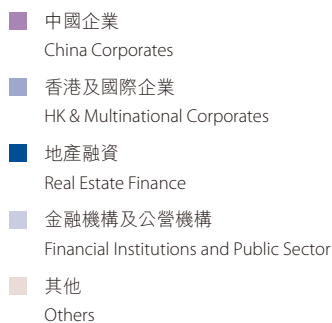 中國企業
China Corporates
香港及國際企業
HK & Multinational Corporates
地產融資
Real Estate Finance
金融機構及公營機構
Financial Institutions and Public Sector
其他
Others